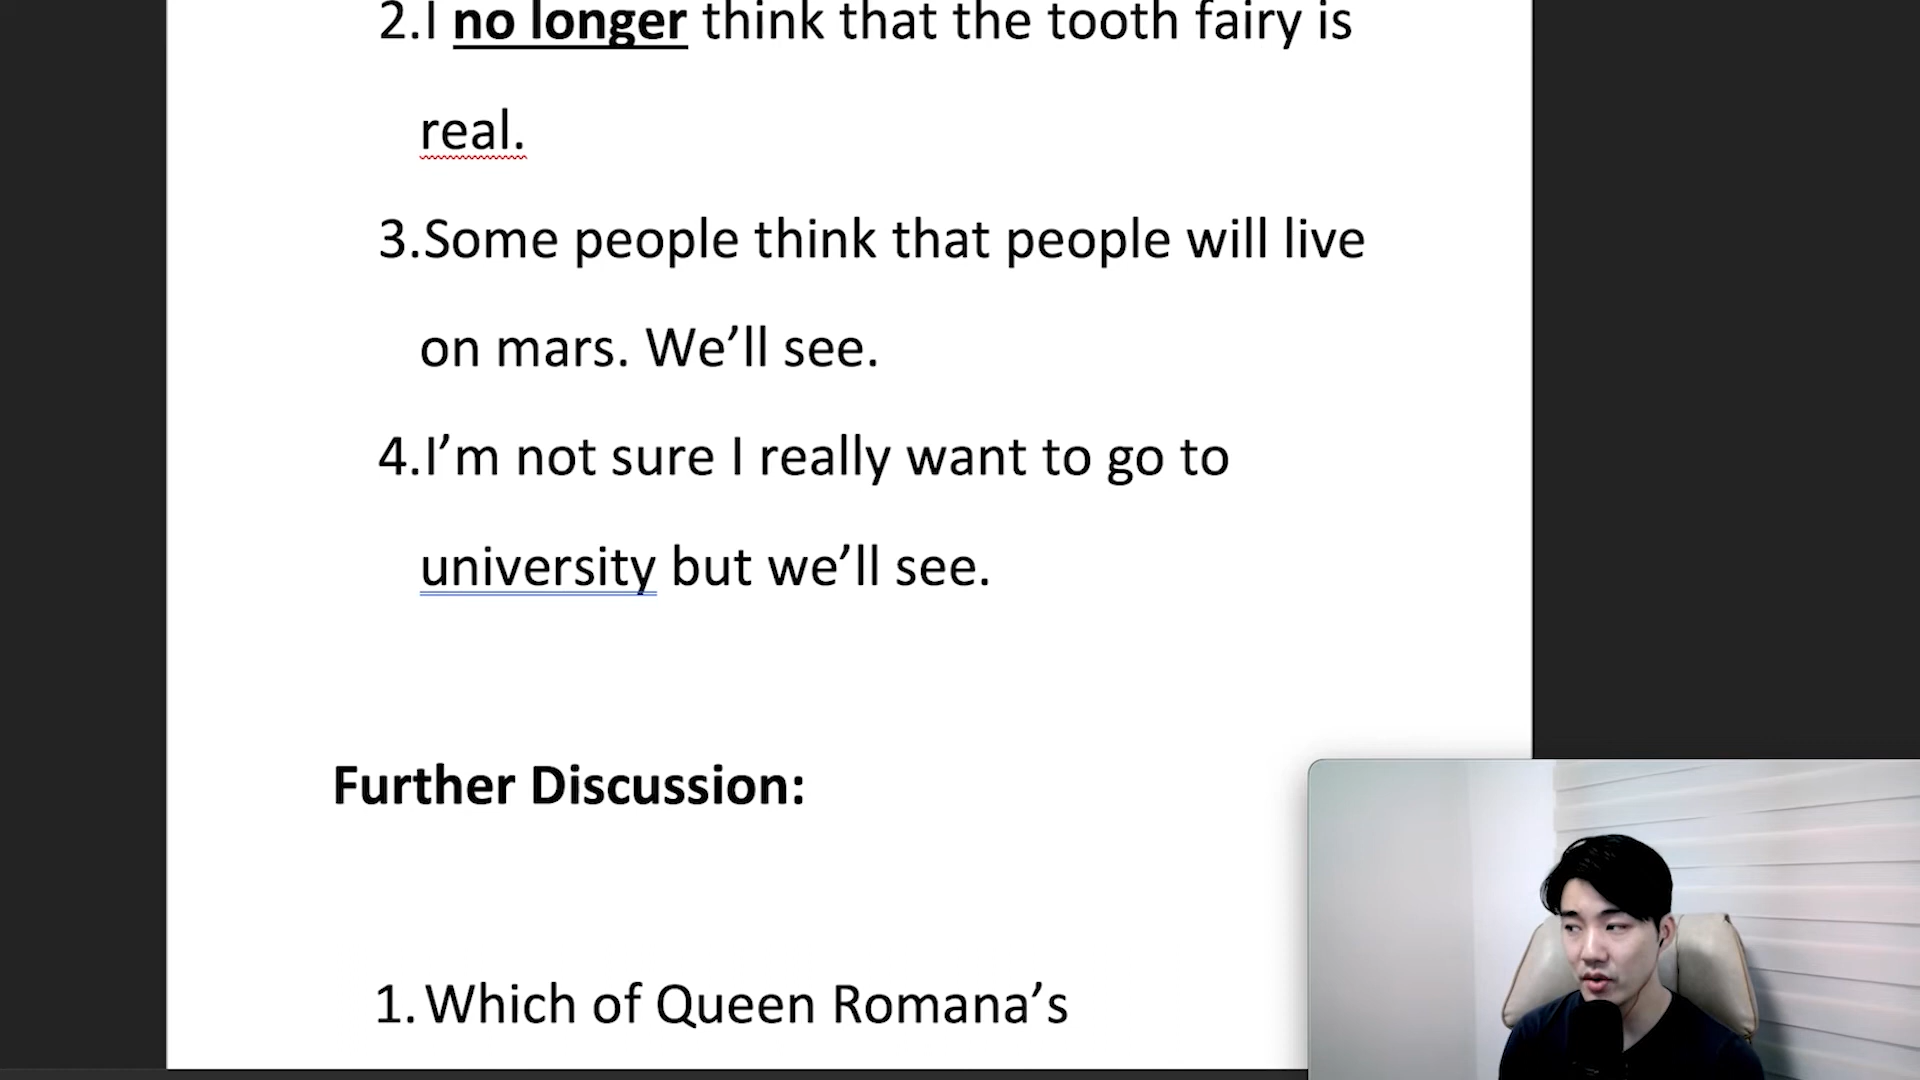 2.I no longer think that the tooth fairy is
real.
3.Some people think that people will live
on mars. We’ll see.
4.I’m not sure I really want to go to
university but we’ll see.
Further Discussion:
1. Which of Queen Romana’s